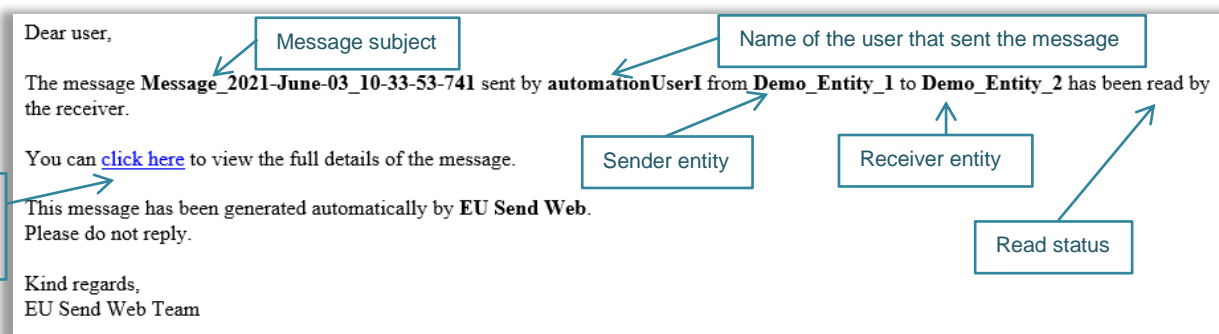 Dear user,
Message subject
Name of the user that sent the message
The message Message_2021-June-03_10-33-53-741 sent by automationUserI from Demo_Entity_1 to Demo_Entity_2 has been read by
the receiver.
You can click here to view the full details of the message.
Sender entity
Receiver entity
This message has been generated automatically by EU Send Web.
Please do not reply.
Read status
Kind regards,
EU Send Web Team